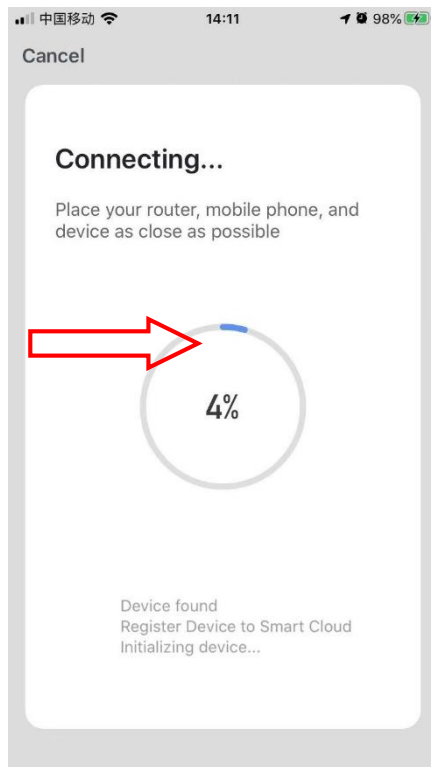 中国移动 14:11 98%
Cancel
Connecting...
Place your router, mobile phone, and
device as close as possible
4%
Device found
Register Device to Smart Cloud
Initializing device...